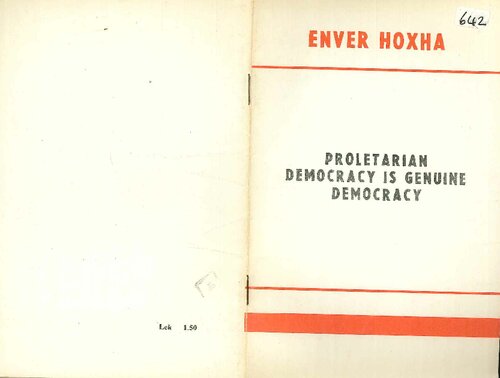 642
ENVER HOXHA
PROLETARIAN
DEMOCRACY IS GENUINE
DEMOCRACY
Lek 1.50